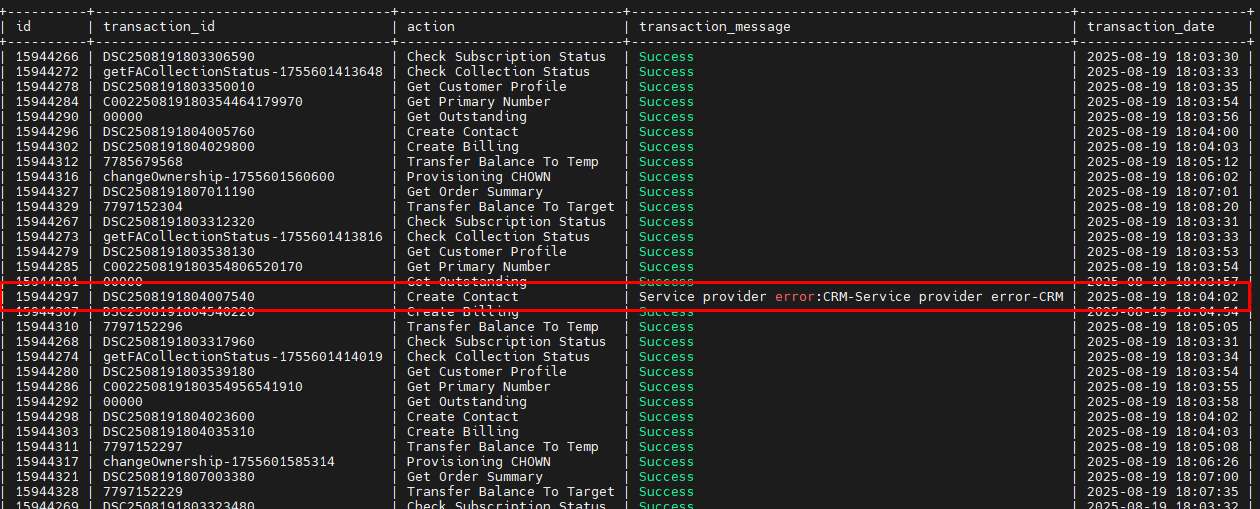 +----------+------------------------------------+---------------------------+------------------------------------------------------+---------------------+
| id | transaction_id | action | transaction_message | transaction_date |
+----------+------------------------------------+---------------------------+------------------------------------------------------+---------------------+
| 15944266 | DSC2508191803306590 | Check Subscription Status | Success | 2025-08-19 18:03:30 |
| 15944272 | getFACollectionStatus-1755601413648 | Check Collection Status | Success | 2025-08-19 18:03:33 |
| 15944278 | DSC2508191803350010 | Get Customer Profile | Success | 2025-08-19 18:03:35 |
| 15944284 | C002250819180354464179970 | Get Primary Number | Success | 2025-08-19 18:03:54 |
| 15944290 | 00000 | Get Outstanding | Success | 2025-08-19 18:03:56 |
| 15944296 | DSC2508191804005760 | Create Contact | Success | 2025-08-19 18:04:00 |
| 15944302 | DSC2508191804029800 | Create Billing | Success | 2025-08-19 18:04:03 |
| 15944312 | 7785679568 | Transfer Balance To Temp | Success | 2025-08-19 18:05:12 |
| 15944316 | changeOwnership-1755601560600 | Provisioning CHOWN | Success | 2025-08-19 18:06:02 |
| 15944327 | DSC2508191807011190 | Get Order Summary | Success | 2025-08-19 18:07:01 |
| 15944329 | 7797152304 | Transfer Balance To Target | Success | 2025-08-19 18:08:20 |
| 15944267 | DSC2508191803312320 | Check Subscription Status | Success | 2025-08-19 18:03:31 |
| 15944273 | getFACollectionStatus-1755601413816 | Check Collection Status | Success | 2025-08-19 18:03:33 |
| 15944279 | DSC2508191803538130 | Get Customer Profile | Success | 2025-08-19 18:03:53 |
| 15944285 | C002250819180354806520170 | Get Primary Number | Success | 2025-08-19 18:03:54 |
| 15944291 | 00000 | Get Outstanding | Success | 2025-08-19 18:03:57 |
| 15944297 | DSC2508191804007540 | Create Contact | Service provider error:CRM-Service provider error-CRM | 2025-08-19 18:04:02 |
| 15944307 | DSC2508191804540220 | Create Billing | Success | 2025-08-19 18:04:54 |
| 15944310 | 7797152296 | Transfer Balance To Temp | Success | 2025-08-19 18:05:05 |
| 15944268 | DSC2508191803317960 | Check Subscription Status | Success | 2025-08-19 18:03:31 |
| 15944274 | getFACollectionStatus-1755601414019 | Check Collection Status | Success | 2025-08-19 18:03:34 |
| 15944280 | DSC2508191803539180 | Get Customer Profile | Success | 2025-08-19 18:03:54 |
| 15944286 | C002250819180354956541910 | Get Primary Number | Success | 2025-08-19 18:03:55 |
| 15944292 | 00000 | Get Outstanding | Success | 2025-08-19 18:03:58 |
| 15944298 | DSC2508191804023600 | Create Contact | Success | 2025-08-19 18:04:02 |
| 15944303 | DSC2508191804035310 | Create Billing | Success | 2025-08-19 18:04:03 |
| 15944311 | 7797152297 | Transfer Balance To Temp | Success | 2025-08-19 18:05:08 |
| 15944317 | changeOwnership-1755601585314 | Provisioning CHOWN | Success | 2025-08-19 18:06:26 |
| 15944321 | DSC2508191807003380 | Get Order Summary | Success | 2025-08-19 18:07:00 |
| 15944328 | 7797152229 | Transfer Balance To Target | Success | 2025-08-19 18:07:35 |
| 15944269 | DSC2508191803323480 | Check Subscription Status | Success | 2025-08-19 18:03:32 |